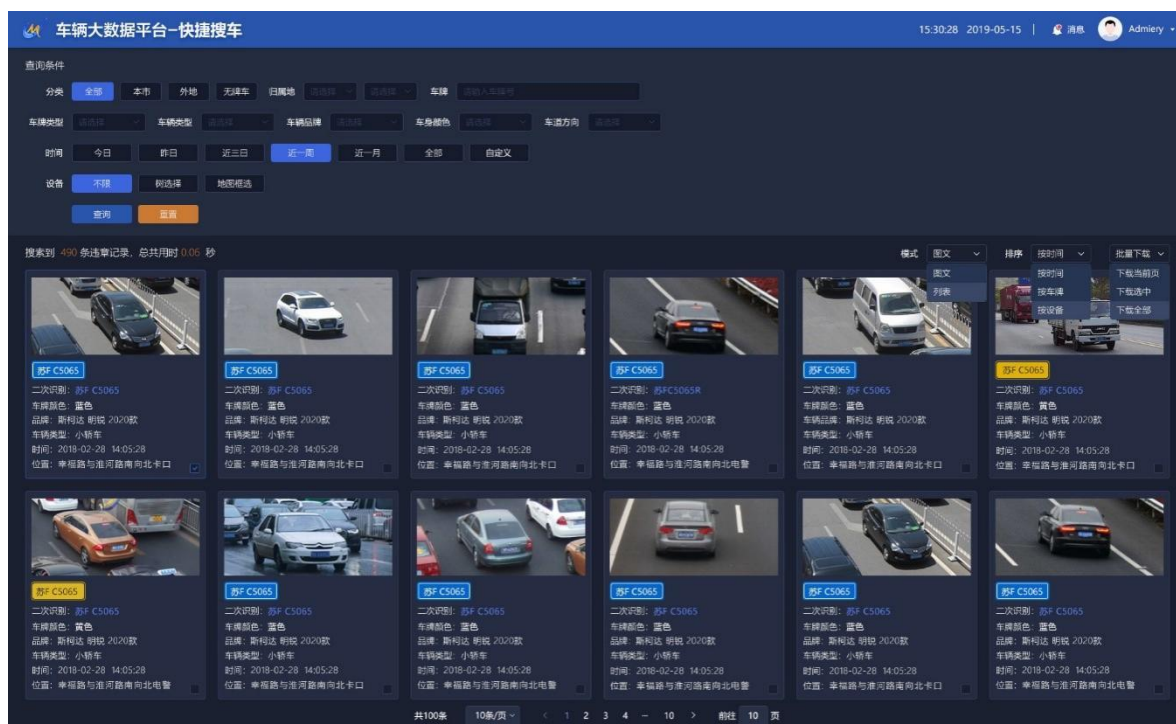 车辆大数据平台-快捷搜车 15:30:28 2019-05-15 | 消息 Admiery
查询条件
分类 全部 本市 外地 无牌车 归属地 请选择 请选择 车牌 请输入车牌号
车牌类型 请选择 车辆类型 请选择 车辆品牌 请选择 车身颜色 请选择 车道方向 请选择
时间 今日 昨日 近三日 近一周 近一月 全部 自定义
设备 不限 树选择 地图框选
查询 重置
搜索到 490 条违章记录，总共用时 0.06 秒 模式 图文 排序 按时间 批量下载
图文 按时间 下载当前页
列表 按车牌 下载选中
按设备 下载全部
苏F C5065 苏F C5065 苏F C5065 苏F C5065 苏F C5065 苏F C5065
二次识别: 苏F C5065 二次识别: 苏F C5065 二次识别: 苏F C5065 二次识别: 苏FC5065R 二次识别: 苏F C5065 二次识别: 苏F C5065
车牌颜色: 蓝色 车牌颜色: 蓝色 车牌颜色: 蓝色 车牌颜色: 蓝色 车牌颜色: 蓝色 车牌颜色: 黄色
品牌: 斯柯达 明锐 2020款 品牌: 斯柯达 明锐 2020款 品牌: 斯柯达 明锐 2020款 品牌: 斯柯达 明锐 2020款 车辆品牌: 斯柯达 明锐 2020款 品牌: 斯柯达 明锐 2020款
车辆类型: 小轿车 车辆类型: 小轿车 车辆类型: 小轿车 车辆类型: 小轿车 车辆类型: 小轿车 车辆类型: 小轿车
时间: 2018-02-28 14:05:28 时间: 2018-02-28 14:05:28 时间: 2018-02-28 14:05:28 时间: 2018-02-28 14:05:28 时间: 2018-02-28 14:05:28 时间: 2018-02-28 14:05:28
位置: 幸福路与淮河路南向北卡口 位置: 幸福路与淮河路南向北卡口 位置: 幸福路与淮河路南向北卡口 位置: 幸福路与淮河路南向北电警 位置: 幸福路与淮河路南向北卡口 位置: 幸福路与淮河路南向北卡口
苏F C5065 苏F C5065 苏F C5065 苏F C5065 苏F C5065 苏F C5065
二次识别: 苏F C5065 二次识别: 苏F C5065 二次识别: 苏F C5065 二次识别: 苏F C5065 二次识别: 苏F C5065 二次识别: 苏F C5065
车牌颜色: 黄色 车牌颜色: 蓝色 车牌颜色: 蓝色 车牌颜色: 蓝色 车牌颜色: 蓝色 车牌颜色: 蓝色
品牌: 斯柯达 明锐 2020款 品牌: 斯柯达 明锐 2020款 品牌: 斯柯达 明锐 2020款 品牌: 斯柯达 明锐 2020款 品牌: 斯柯达 明锐 2020款 品牌: 斯柯达 明锐 2020款
车辆类型: 小轿车 车辆类型: 小轿车 车辆类型: 小轿车 车辆类型: 小轿车 车辆类型: 小轿车 车辆类型: 小轿车
时间: 2018-02-28 14:05:28 时间: 2018-02-28 14:05:28 时间: 2018-02-28 14:05:28 时间: 2018-02-28 14:05:28 时间: 2018-02-28 14:05:28 时间: 2018-02-28 14:05:28
位置: 幸福路与淮河路南向北电警 位置: 幸福路与淮河路南向北卡口 位置: 幸福路与淮河路南向北电警 位置: 幸福路与淮河路南向北电警 位置: 幸福路与淮河路南向北卡口 位置: 幸福路与淮河路南向北电警
共100条 10条/页 < 1 2 3 4 – 10 > 前往 10 页